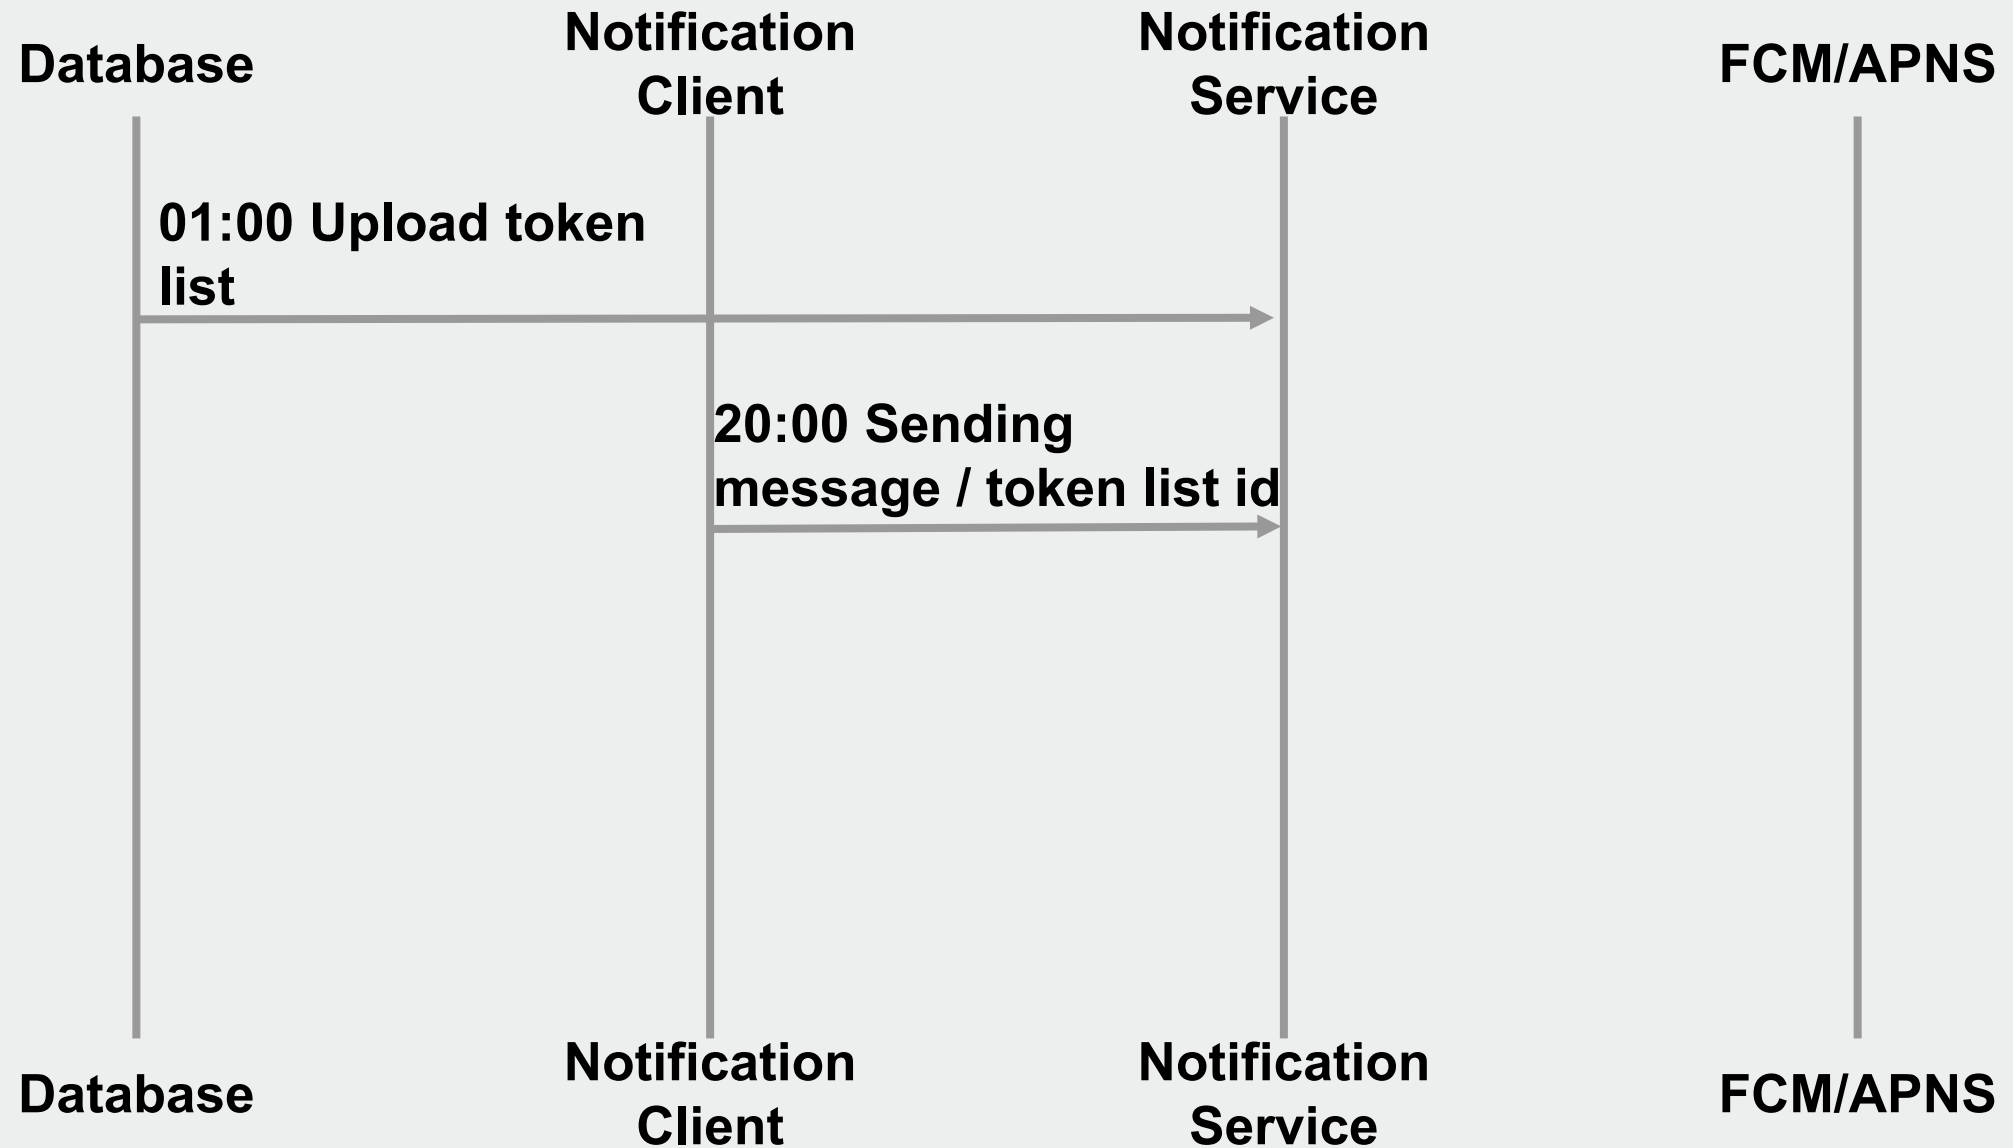 Database
Notification
Client
Notification
Service
FCM/APNS
01:00 Upload token
list
20:00 Sending
message / token list id
Database
Notification
Client
Notification
Service
FCM/APNS